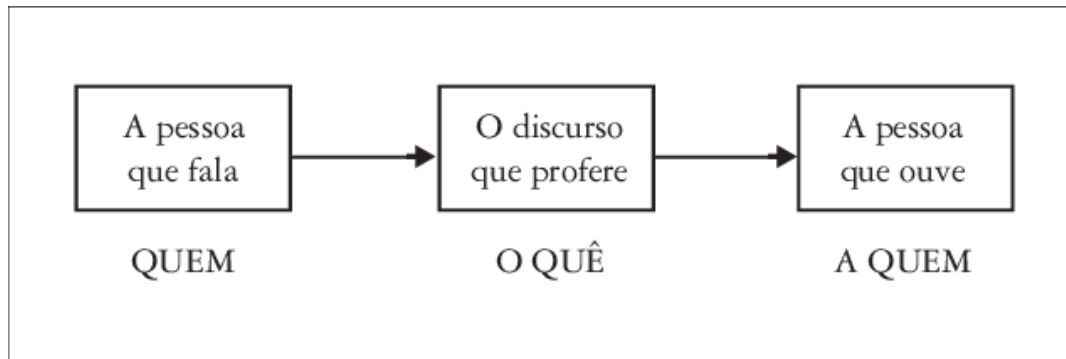 A pessoa
que fala
O discurso
que profere
A pessoa
que ouve
QUEM
O QUÊ
A QUEM